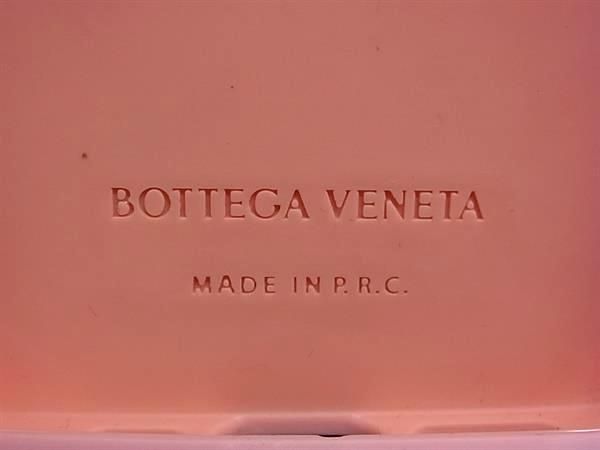 BOTTEGA VENETA
MADE IN P.R.C.